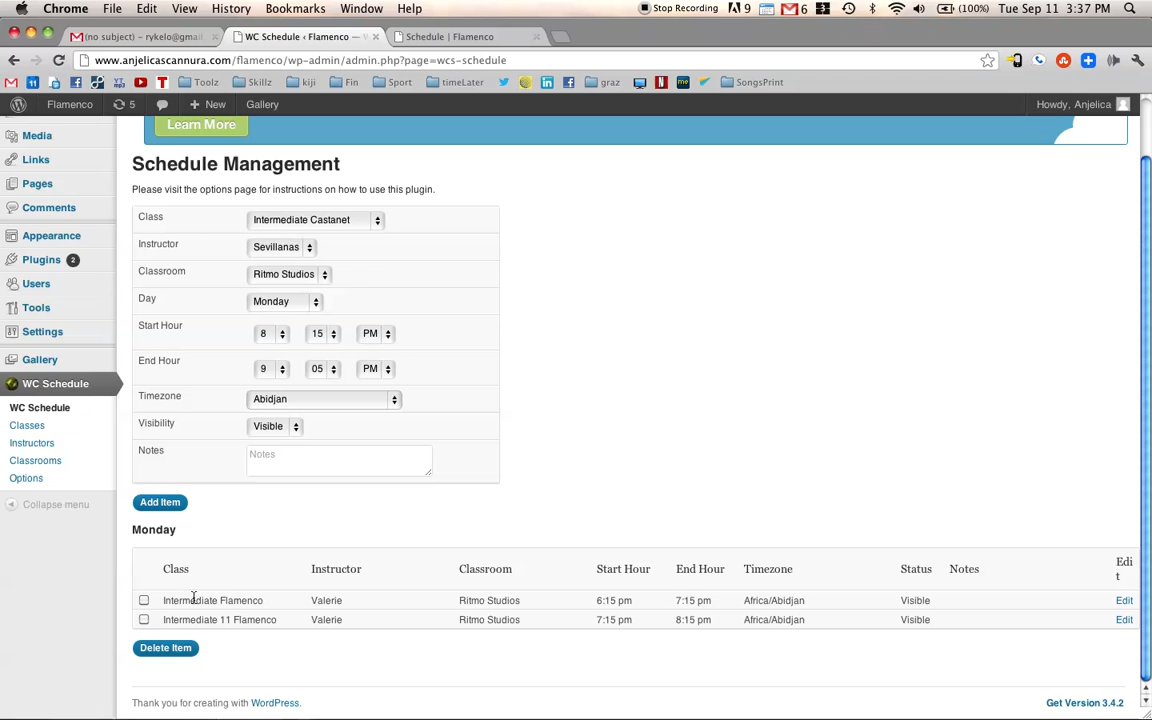 Chrome File Edit View History Bookmarks Window Help Stop Recording 9 6 3 (100%) Tue Sep 11 3:37 PM
(no subject) – rykelo@gmail WC Schedule ‹ Flamenco — Schedule | Flamenco
www.anjelicascannura.com/flamenco/wp-admin/admin.php?page=wcs-schedule
11 YT MP3 T Toolz Skillz kiji Fin Sport timeLater graz N me SongsPrint
Flamenco 5 + New Gallery Howdy, Anjelica
Learn More
Media
Links
Pages
Comments
Appearance
Plugins 2
Users
Tools
Settings
Gallery
WC Schedule
WC Schedule
Classes
Instructors
Classrooms
Options
Collapse menu
Schedule Management
Please visit the options page for instructions on how to use this plugin.
Class Intermediate Castanet
Instructor Sevillanas
Classroom Ritmo Studios
Day Monday
Start Hour 8 15 PM
End Hour 9 05 PM
Timezone Abidjan
Visibility Visible
Notes Notes
Add Item
Monday
Class Instructor Classroom Start Hour End Hour Timezone Status Notes Edi
t
Intermediate Flamenco Valerie Ritmo Studios 6:15 pm 7:15 pm Africa/Abidjan Visible Edit
Intermediate 11 Flamenco Valerie Ritmo Studios 7:15 pm 8:15 pm Africa/Abidjan Visible Edit
Delete Item
Thank you for creating with WordPress. Get Version 3.4.2